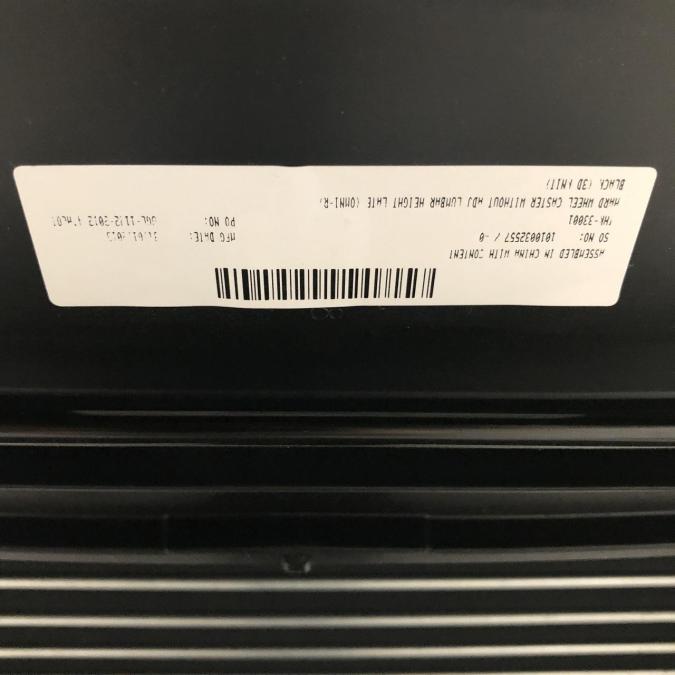 ASSEMBLED IN CHINA WITH CONTENT
SO NO: 1010032557 / -0
-33001 MFG DATE:
HARD WHEEL CASTER WITHOUT ADJ LUMBAR HEIGHT LATE (OMNI-R) PO NO:
BLACK (3D KNIT)